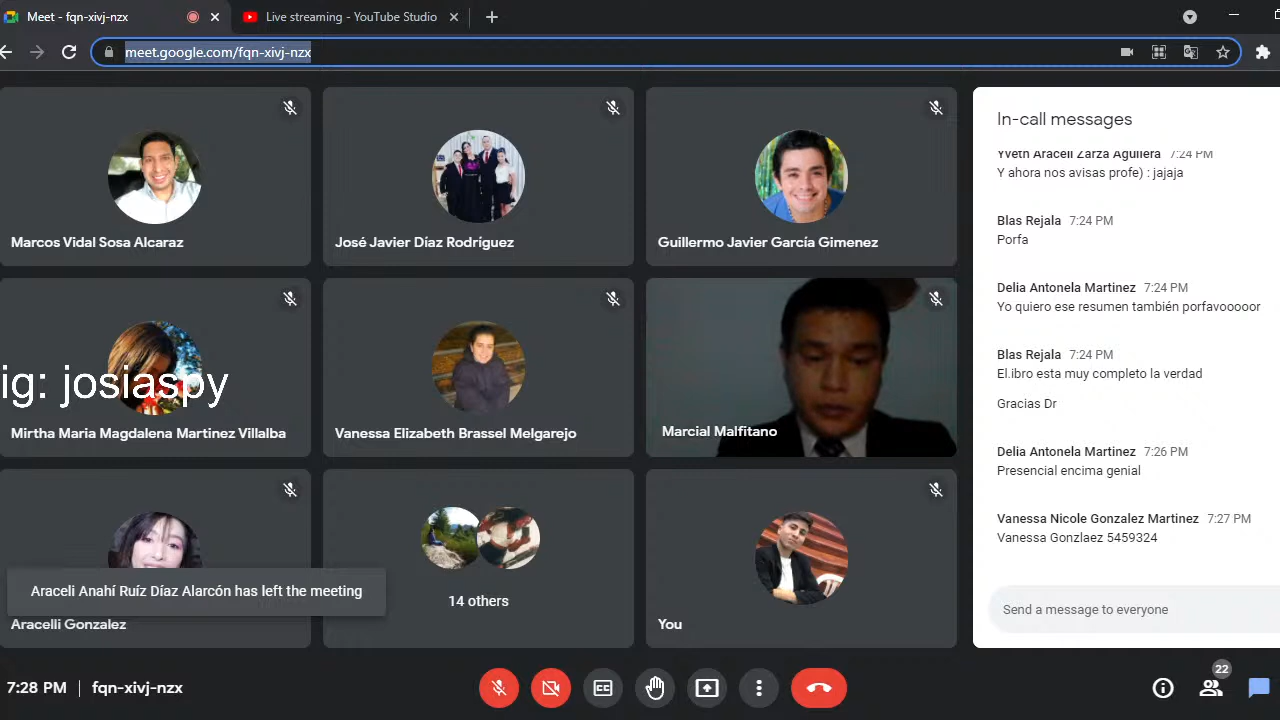 Meet - fqn-xivj-nzx
Live streaming - YouTube Studio
meet.google.com/fqn-xivj-nzx
Marcos Vidal Sosa Alcaraz
José Javier Díaz Rodríguez
Guillermo Javier García Gimenez
ig: josiaspy
Mirtha Maria Magdalena Martinez Villalba
Vanessa Elizabeth Brassel Melgarejo
Marcial Malfitano
Araceli Anahí Ruíz Díaz Alarcón has left the meeting
Aracelli Gonzalez
14 others
You
In-call messages
Yveth Araceli Zarza Aguilera 7:24 PM
Y ahora nos avisas profe) : jajaja
Blas Rejala 7:24 PM
Porfa
Delia Antonela Martinez 7:24 PM
Yo quiero ese resumen también porfavooooor
Blas Rejala 7:24 PM
El.ibro esta muy completo la verdad
Gracias Dr
Delia Antonela Martinez 7:26 PM
Presencial encima genial
Vanessa Nicole Gonzalez Martinez 7:27 PM
Vanessa Gonzlaez 5459324
Send a message to everyone
7:28 PM | fqn-xivj-nzx
CC
22